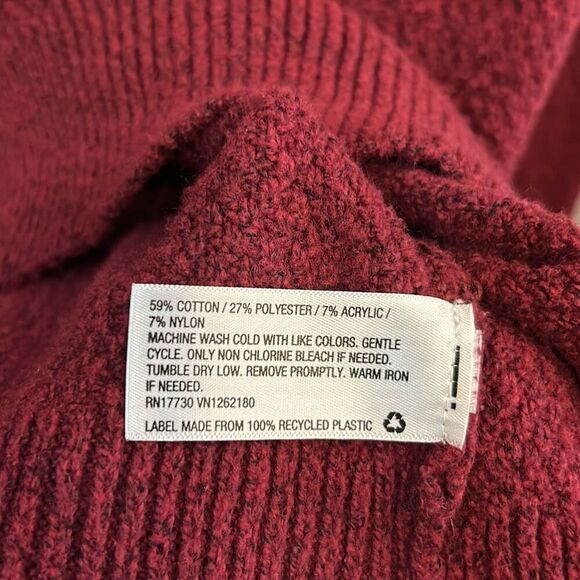 59% COTTON / 27% POLYESTER / 7% ACRYLIC /
7% NYLON
MACHINE WASH COLD WITH LIKE COLORS. GENTLE
CYCLE. ONLY NON CHLORINE BLEACH IF NEEDED.
TUMBLE DRY LOW. REMOVE PROMPTLY. WARM IRON
IF NEEDED.
RN17730 VN1262180
LABEL MADE FROM 100% RECYCLED PLASTIC